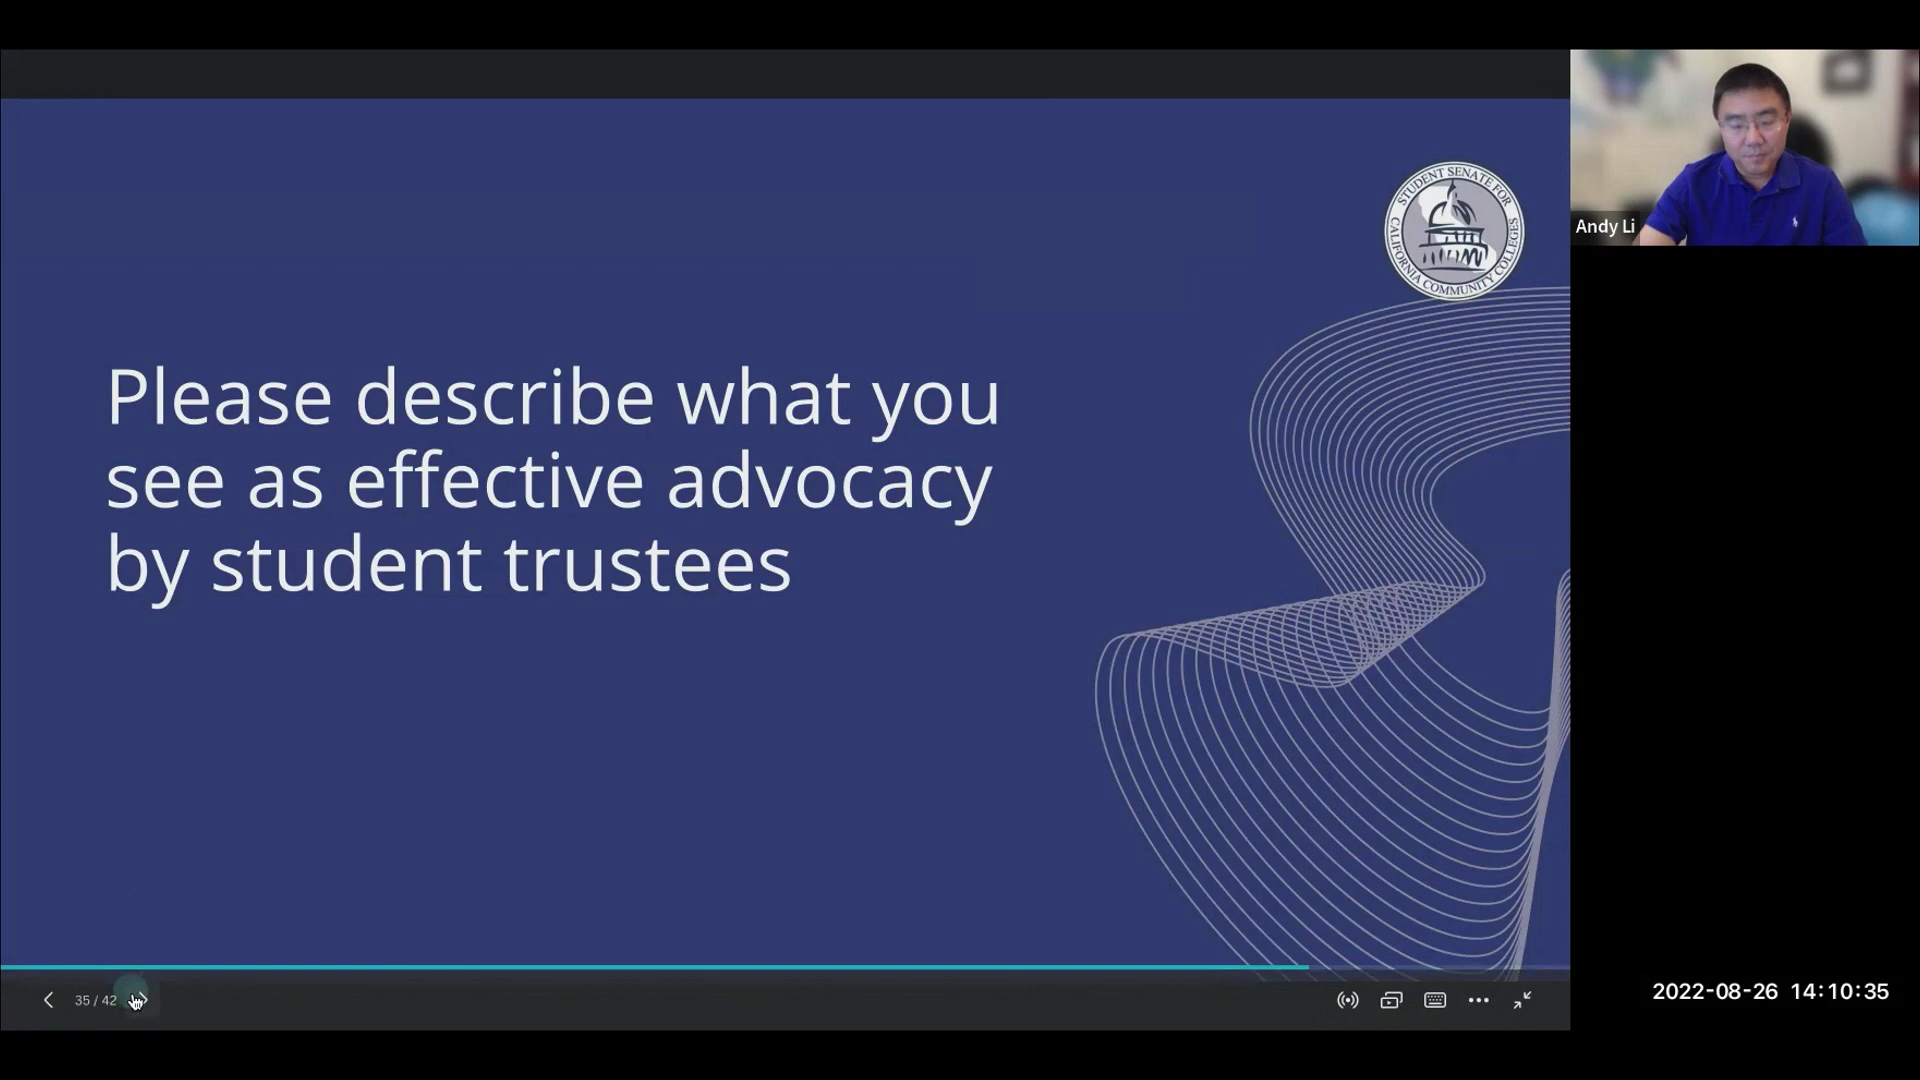 STUDENT SENATE FOR
CALIFORNIA COMMUNITY COLLEGES
Andy Li
Please describe what you
see as effective advocacy
by student trustees
35 / 42
2022-08-26 14:10:35